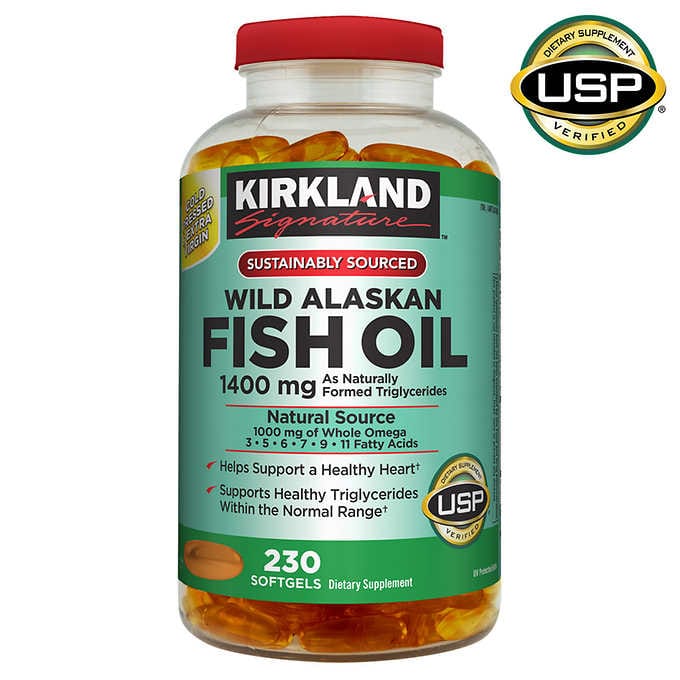 DIETARY SUPPLEMENT
USP
VERIFIED
®
COLD
PRESSED
EXTRA
VIRGIN
KIRKLAND
Signature™
SUSTAINABLY SOURCED
WILD ALASKAN
FISH OIL
1400 mg As Naturally
Formed Triglycerides
Natural Source
1000 mg of Whole Omega
3 • 5 • 6 • 7 • 9 • 11 Fatty Acids
✓ Helps Support a Healthy Heart†
✓ Supports Healthy Triglycerides
Within the Normal Range†
DIETARY SUPPLEMENT
USP
VERIFIED
230
SOFTGELS Dietary Supplement